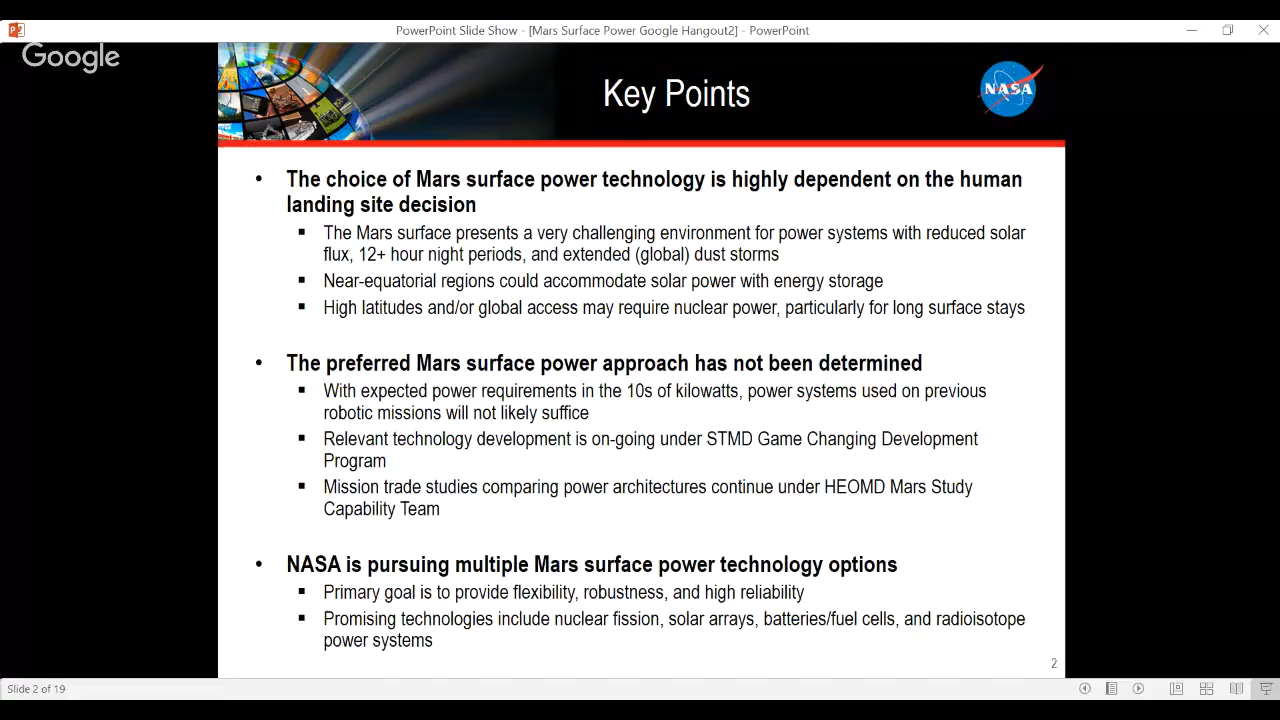 PowerPoint Slide Show - [Mars Surface Power Google Hangout2] - PowerPoint
Google
Key Points
NASA
• The choice of Mars surface power technology is highly dependent on the human
landing site decision
▪ The Mars surface presents a very challenging environment for power systems with reduced solar
flux, 12+ hour night periods, and extended (global) dust storms
▪ Near-equatorial regions could accommodate solar power with energy storage
▪ High latitudes and/or global access may require nuclear power, particularly for long surface stays
• The preferred Mars surface power approach has not been determined
▪ With expected power requirements in the 10s of kilowatts, power systems used on previous
robotic missions will not likely suffice
▪ Relevant technology development is on-going under STMD Game Changing Development
Program
▪ Mission trade studies comparing power architectures continue under HEOMD Mars Study
Capability Team
• NASA is pursuing multiple Mars surface power technology options
▪ Primary goal is to provide flexibility, robustness, and high reliability
▪ Promising technologies include nuclear fission, solar arrays, batteries/fuel cells, and radioisotope
power systems
2
Slide 2 of 19